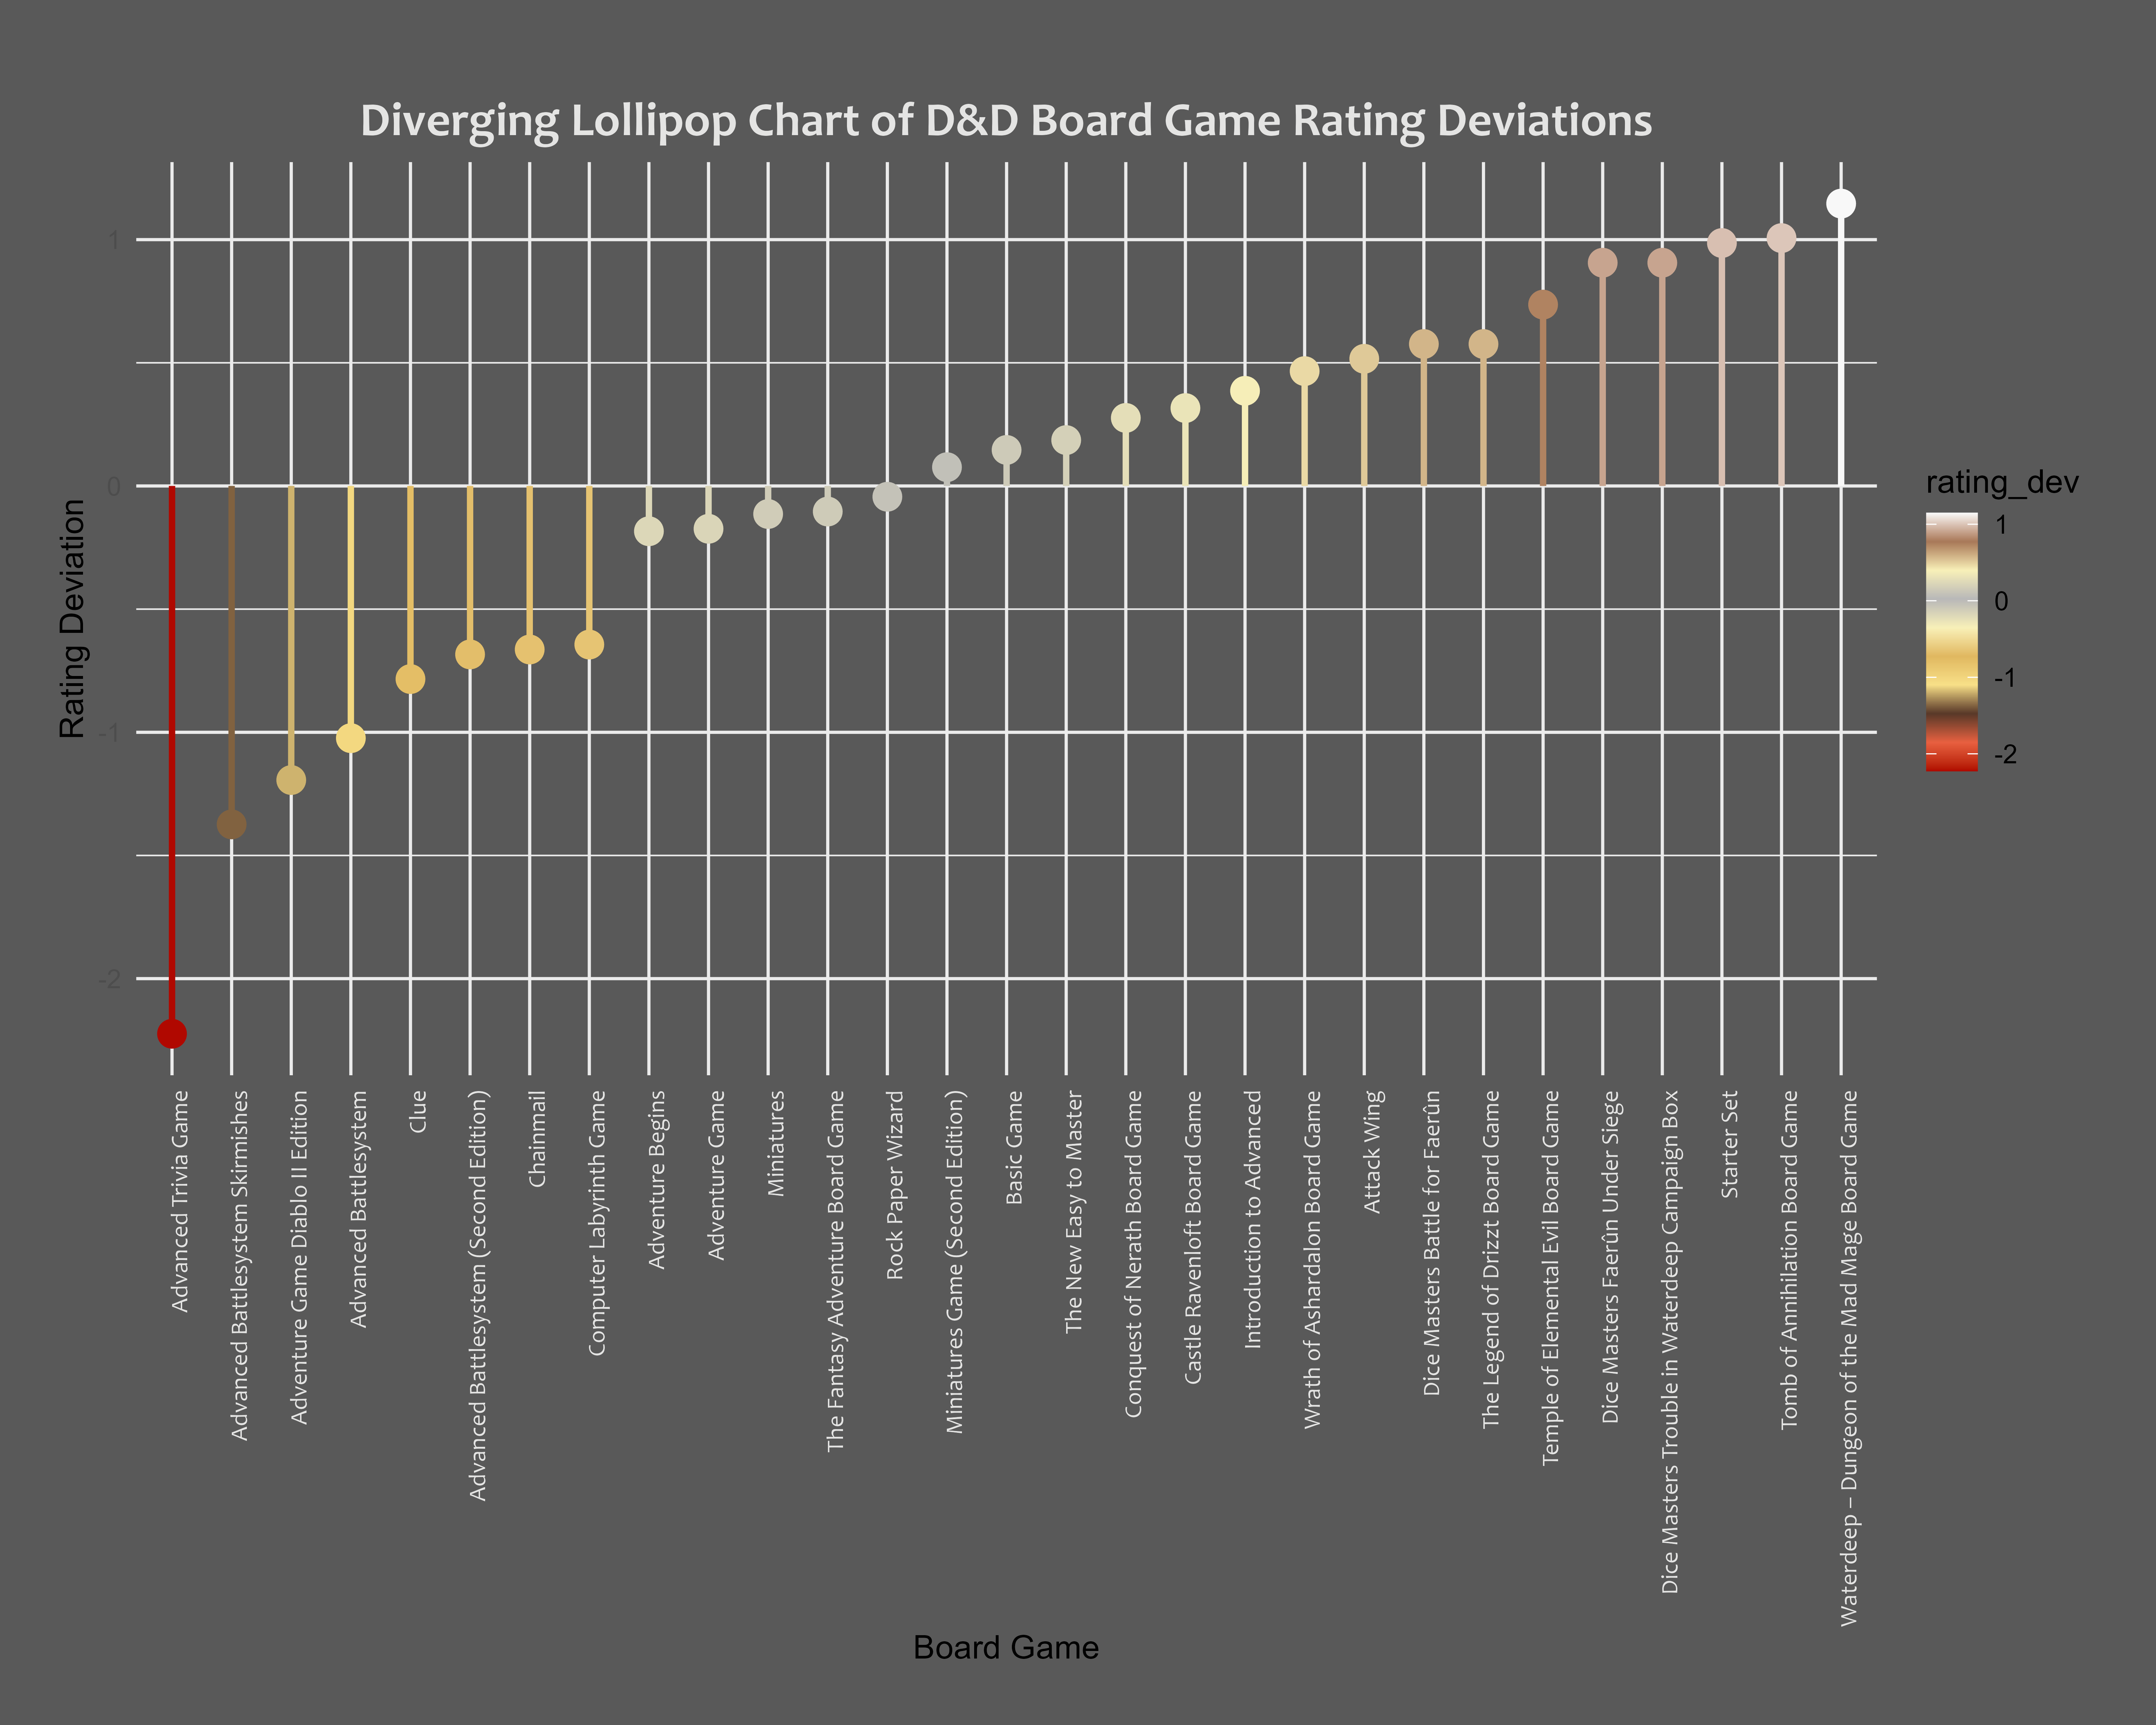 Diverging Lollipop Chart of D&D Board Game Rating Deviations
Rating Deviation
1
0
-1
-2
Advanced Trivia Game
Advanced Battlesystem Skirmishes
Adventure Game Diablo II Edition
Advanced Battlesystem
Clue
Advanced Battlesystem (Second Edition)
Chainmail
Computer Labyrinth Game
Adventure Begins
Adventure Game
Miniatures
The Fantasy Adventure Board Game
Rock Paper Wizard
Miniatures Game (Second Edition)
Basic Game
The New Easy to Master
Conquest of Nerath Board Game
Castle Ravenloft Board Game
Introduction to Advanced
Wrath of Ashardalon Board Game
Attack Wing
Dice Masters Battle for Faerûn
The Legend of Drizzt Board Game
Temple of Elemental Evil Board Game
Dice Masters Faerûn Under Siege
Dice Masters Trouble in Waterdeep Campaign Box
Starter Set
Tomb of Annihilation Board Game
Waterdeep – Dungeon of the Mad Mage Board Game
Board Game
rating_dev
1
0
-1
-2